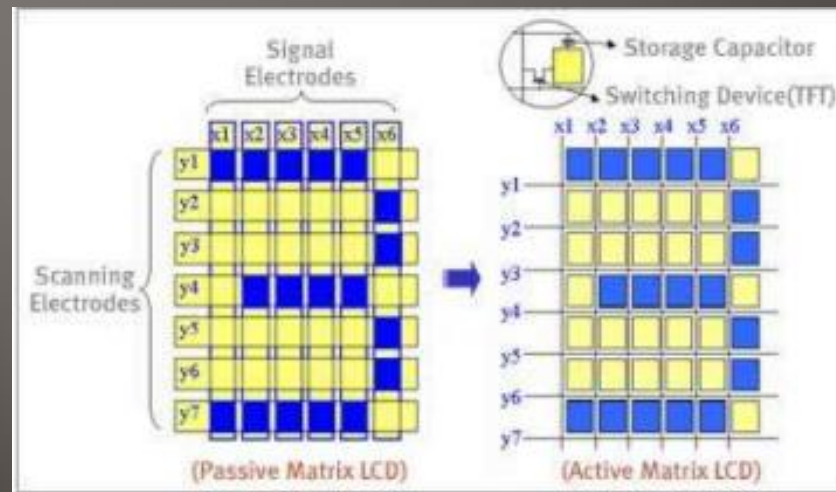 Signal
Electrodes
x1 x2 x3 x4 x5 x6
y1
y2
y3
y4
y5
y6
y7
Scanning
Electrodes
(Passive Matrix LCD)
Storage Capacitor
Switching Device(TFT)
x1 x2 x3 x4 x5 x6
y1
y2
y3
y4
y5
y6
y7
(Active Matrix LCD)